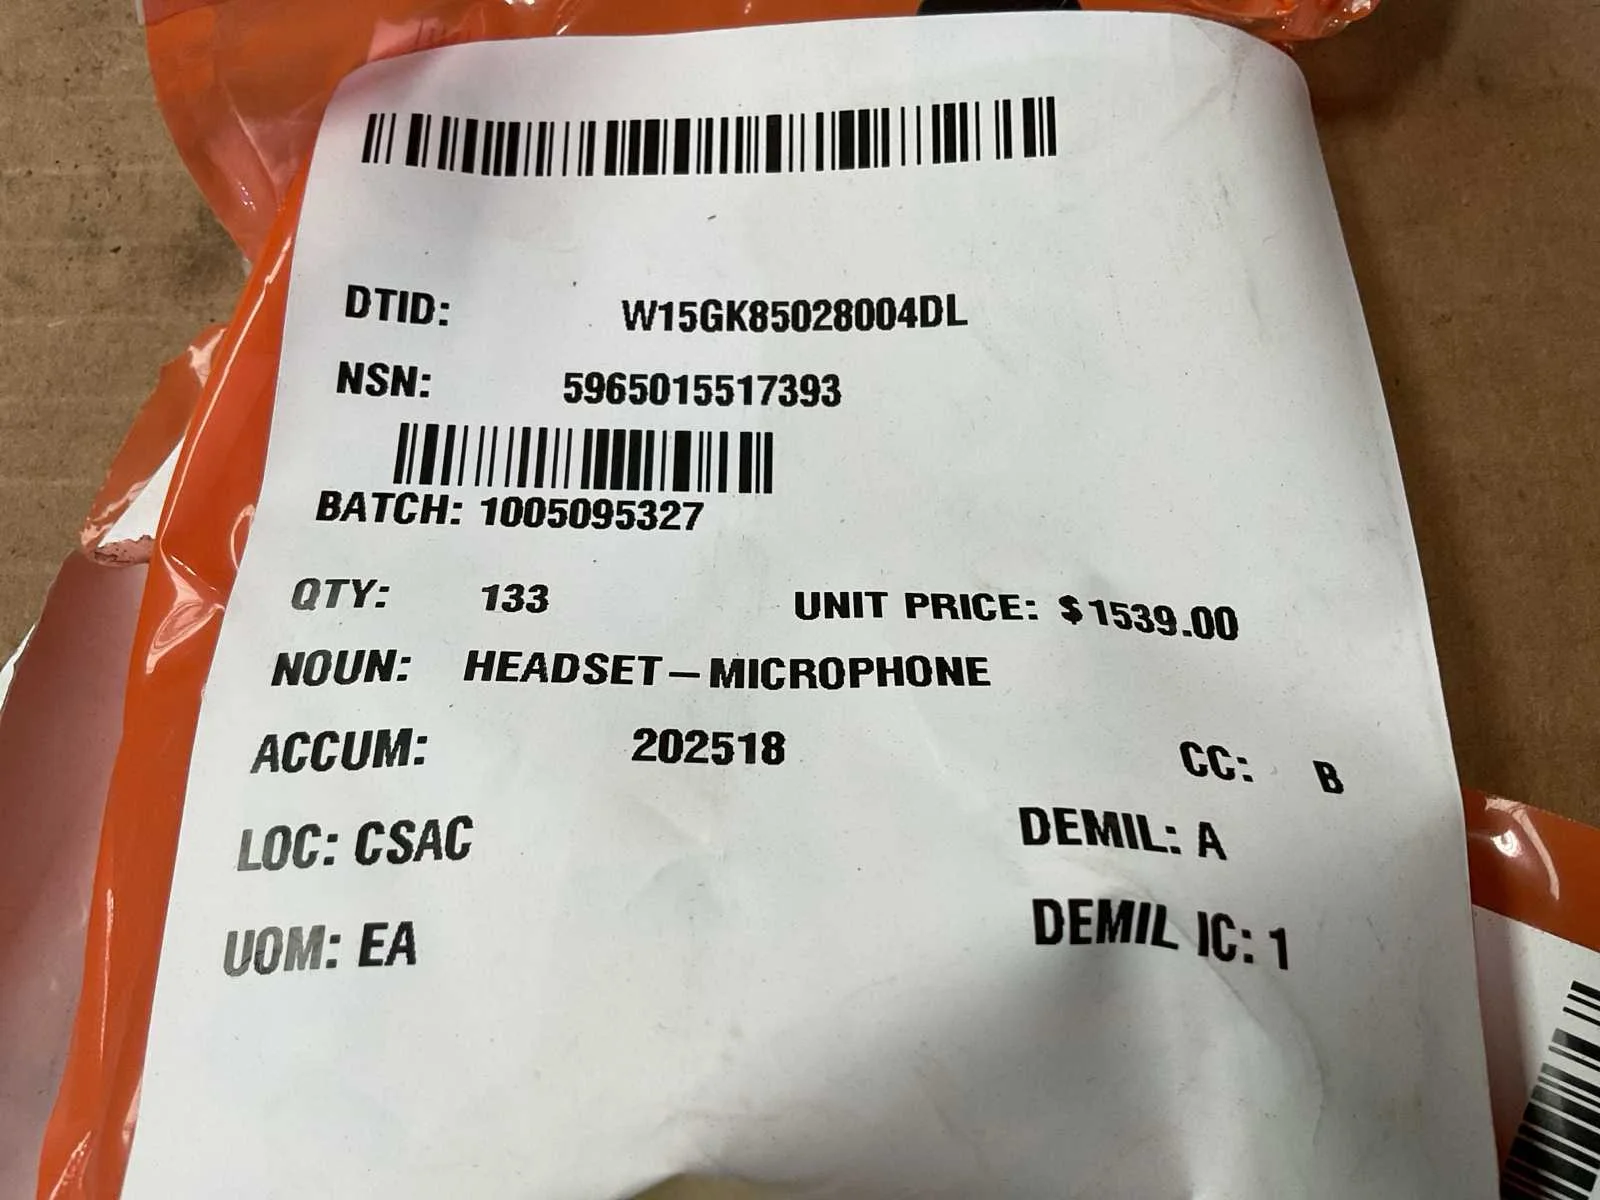 DTID: W15GK85028004DL
NSN: 5965015517393
BATCH: 1005095327
QTY: 133 UNIT PRICE: $1539.00
NOUN: HEADSET-MICROPHONE
ACCUM: 202518 CC: B
LOC: CSAC DEMIL: A
UOM: EA DEMIL IC: 1